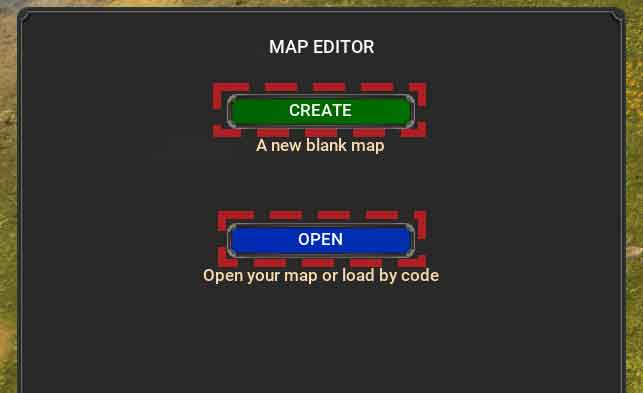 MAP EDITOR
CREATE
A new blank map
OPEN
Open your map or load by code